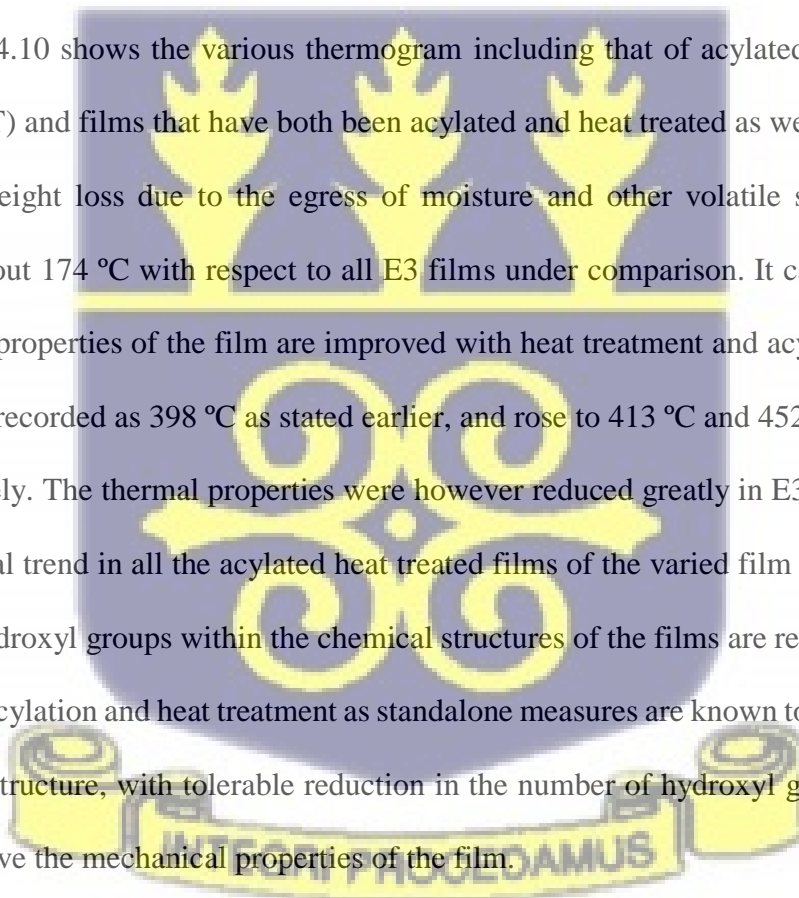 4.10 shows the various thermogram including that of acylated
T) and films that have both been acylated and heat treated as we
eight loss due to the egress of moisture and other volatile s
out 174 ºC with respect to all E3 films under comparison. It c
properties of the film are improved with heat treatment and acy
recorded as 398 ºC as stated earlier, and rose to 413 ºC and 452
ely. The thermal properties were however reduced greatly in E3
al trend in all the acylated heat treated films of the varied film
droxyl groups within the chemical structures of the films are re
cylation and heat treatment as standalone measures are known to
tructure, with tolerable reduction in the number of hydroxyl g
ve the mechanical properties of the film.
INTEGRI PROCEDAMUS